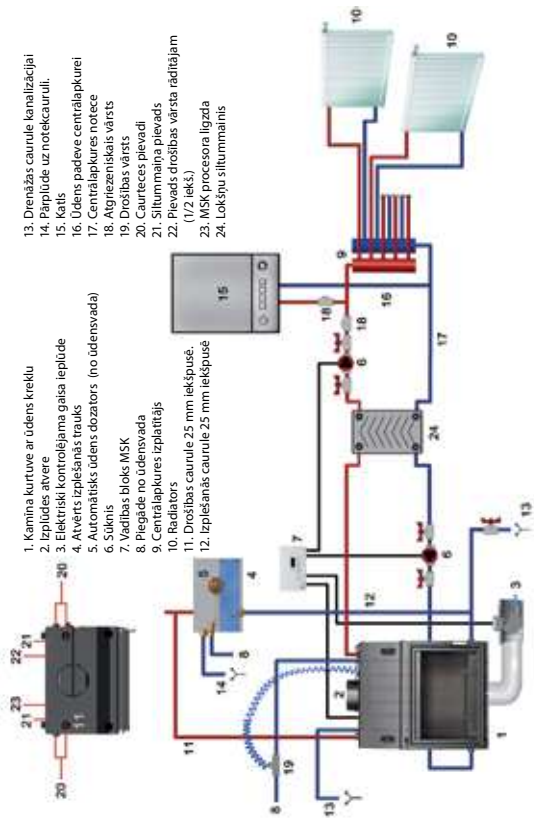 1. Kamīna kurtuve ar ūdens kreklu
2. Izplūdes atvere
3. Elektriski kontrolējama gaisa ieplūde
4. Atvērts izplešanās trauks
5. Automātisks ūdens dozators (no ūdensvada)
6. Sūknis
7. Vadības bloks MSK
8. Piegāde no ūdensvada
9. Centrālapkures izplatītājs
10. Radiators
11. Drošības caurule 25 mm iekšpusē.
12. Izplešanās caurule 25 mm iekšpusē
13. Drenāžas caurule kanalizācijai
14. Pārplūde uz notekcauruli.
15. Katls
16. Ūdens padeve centrālapkurei
17. Centrālapkures notece
18. Atgriezeniskais vārsts
19. Drošības vārsts
20. Caurteces pievadi
21. Siltummaiņa pievads
22. Pievads drošības vārsta rādītājam
(1/2 iekš.)
23. MSK procesora ligzda
24. Lokšņu siltummainis
20
21
23
11
22
21
20
10
10
15
9
18
18
16
6
17
24
5
4
7
8
14
12
6
13
3
2
11
19
8
13
1